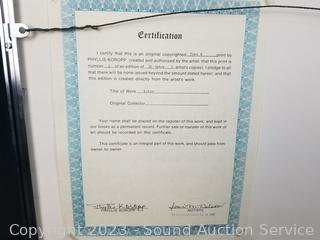 Certification
I certify that this is an original copyrighted print by
PHYLLIS KOROPP, created and authorized by the artist; that this print is
number of an edition of (plus artist's copies). I pledge to all
that there will be none issued beyond the amount stated herein; and that
this edition is created directly from the artist's work.
Title of Work
Original Collector
Your name shall be placed on the register of this work, and kept in
our books as a permanent record. Further sale or transfer of this work of
art should be recorded on this certificate.
This certificate is an integral part of this work, and should pass from
owner to owner.
PHYLLIS KOROPP
NOTARY
Copyright 2023 - Sound Auction Service